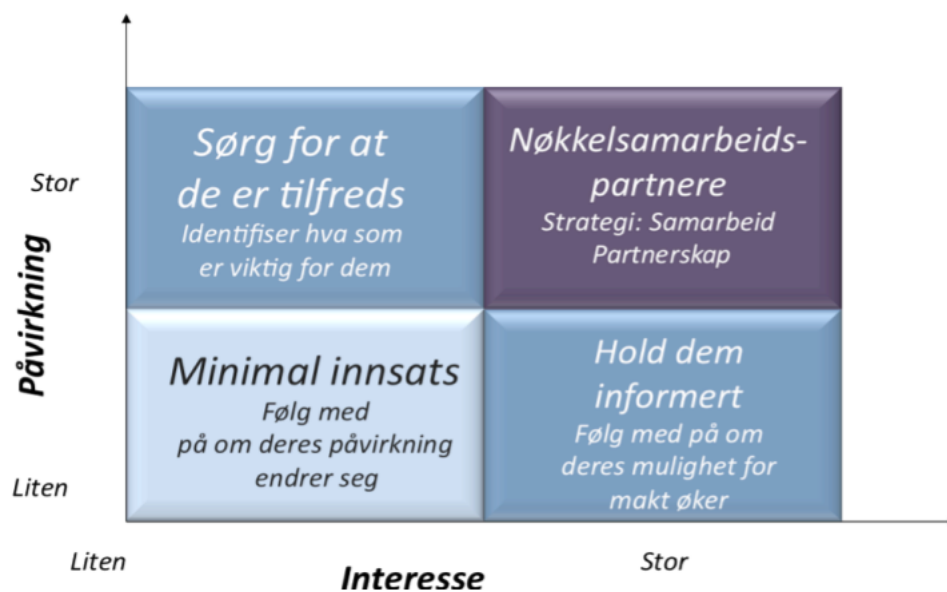 Sørg for at
de er tilfreds
Identifiser hva som
er viktig for dem
Nøkkelsamarbeids-
partnere
Strategi: Samarbeid
Partnerskap
Stor
Påvirkning
Minimal innsats
Følg med
på om deres påvirkning
endrer seg
Hold dem
informert
Følg med på om
deres mulighet for
makt øker
Liten
Liten
Interesse
Stor